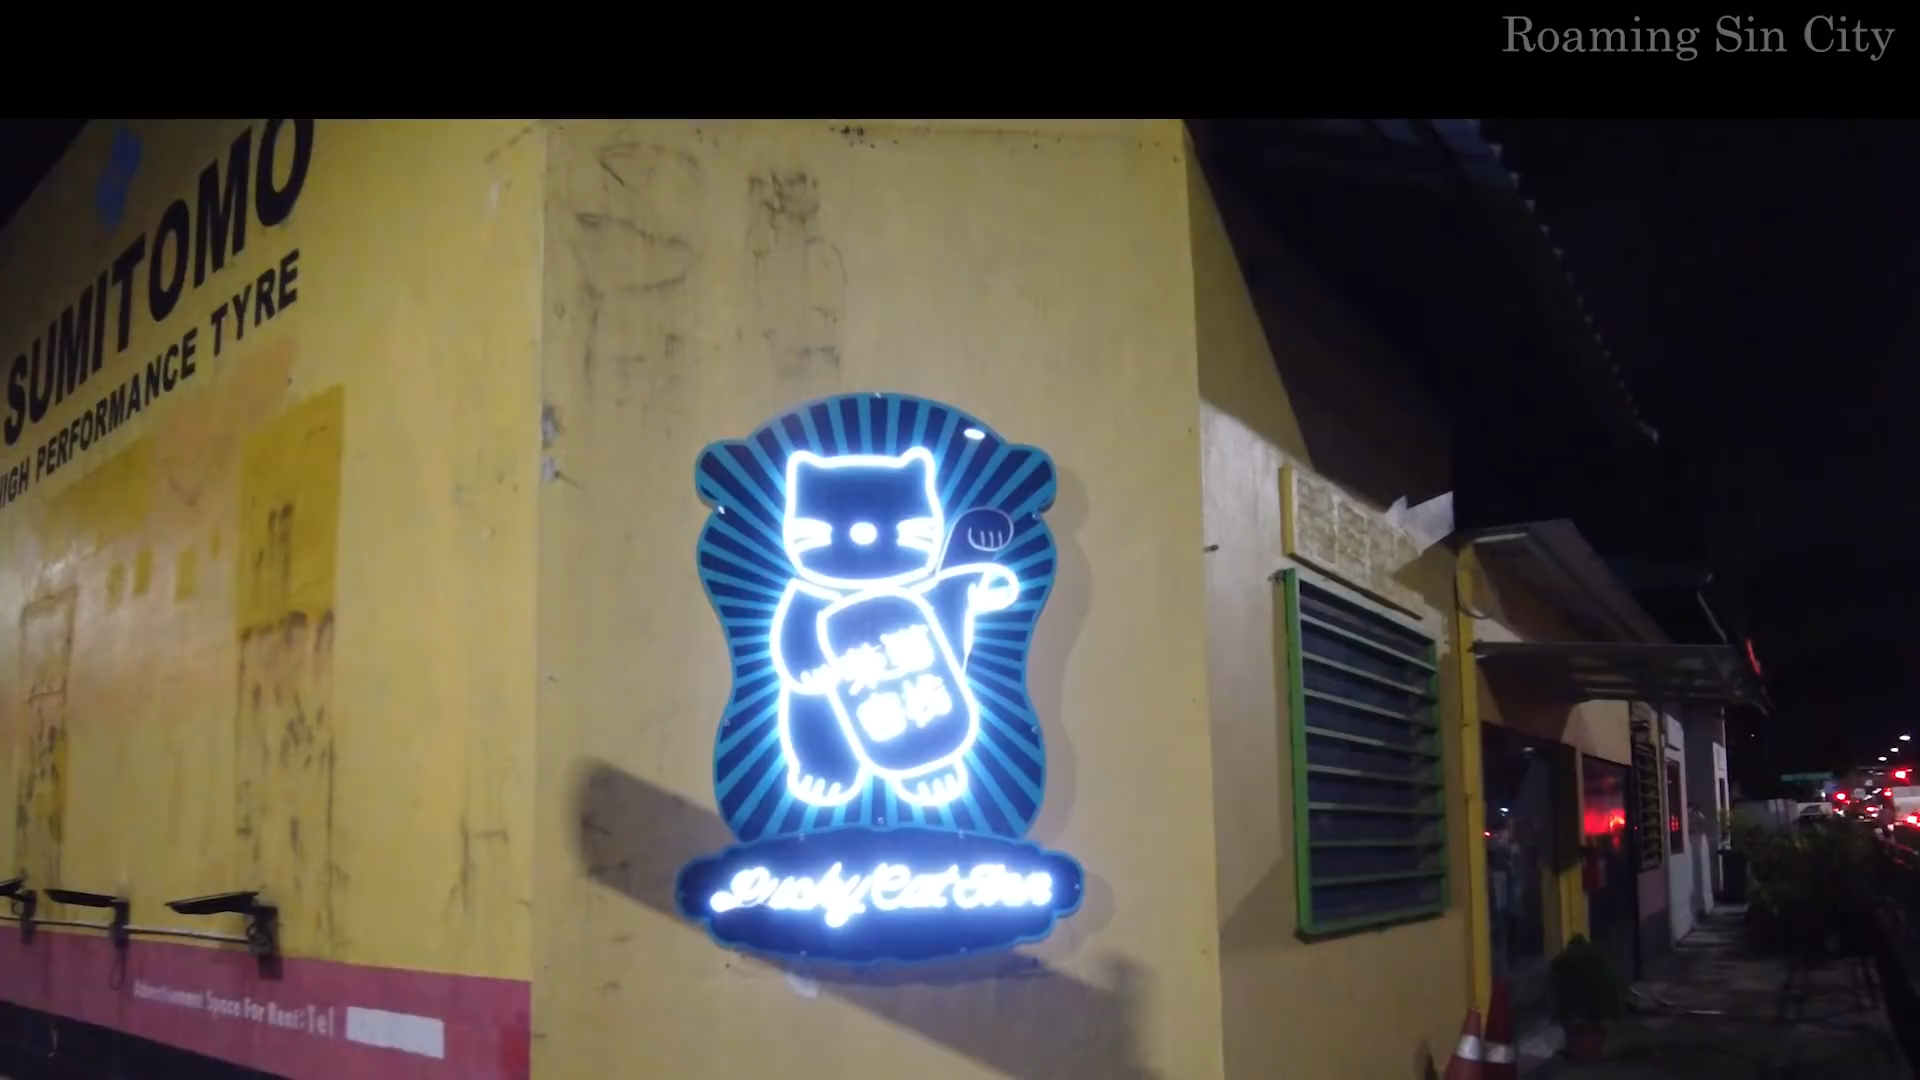 Roaming Sin City
SUMITOMO
HIGH PERFORMANCE TYRE
Lucky Cat Inn
Advertisement Space For Rent: Tel